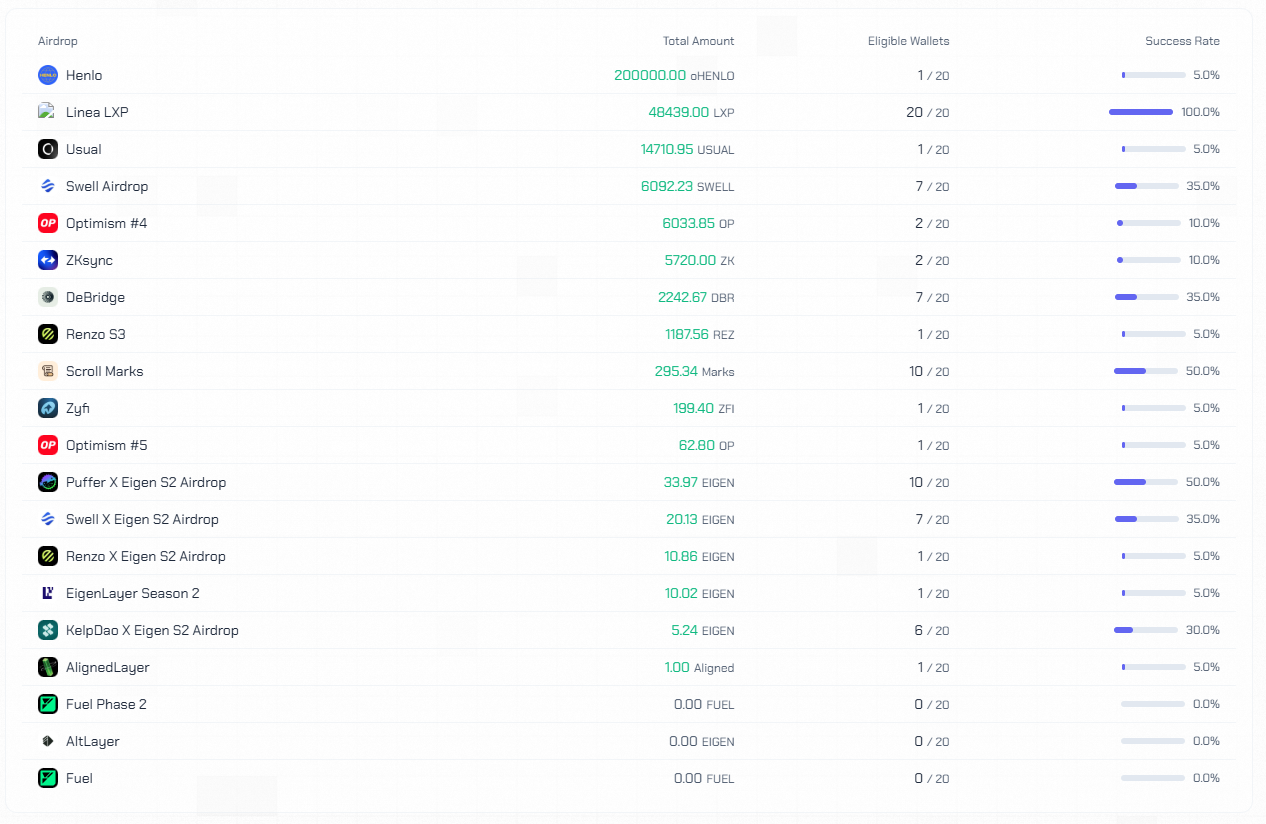 Airdrop Total Amount Eligible Wallets Success Rate
HENLO Henlo 200000.00 oHENLO 1 / 20 5.0%
Linea LXP 48439.00 LXP 20 / 20 100.0%
Usual 14710.95 USUAL 1 / 20 5.0%
Swell Airdrop 6092.23 SWELL 7 / 20 35.0%
OP Optimism #4 6033.85 OP 2 / 20 10.0%
ZKsync 5720.00 ZK 2 / 20 10.0%
DeBridge 2242.67 DBR 7 / 20 35.0%
Renzo S3 1187.56 REZ 1 / 20 5.0%
Scroll Marks 295.34 Marks 10 / 20 50.0%
Zyfi 199.40 ZFI 1 / 20 5.0%
OP Optimism #5 62.80 OP 1 / 20 5.0%
Puffer X Eigen S2 Airdrop 33.97 EIGEN 10 / 20 50.0%
Swell X Eigen S2 Airdrop 20.13 EIGEN 7 / 20 35.0%
Renzo X Eigen S2 Airdrop 10.86 EIGEN 1 / 20 5.0%
EigenLayer Season 2 10.02 EIGEN 1 / 20 5.0%
KelpDao X Eigen S2 Airdrop 5.24 EIGEN 6 / 20 30.0%
AlignedLayer 1.00 Aligned 1 / 20 5.0%
Fuel Phase 2 0.00 FUEL 0 / 20 0.0%
AltLayer 0.00 EIGEN 0 / 20 0.0%
Fuel 0.00 FUEL 0 / 20 0.0%